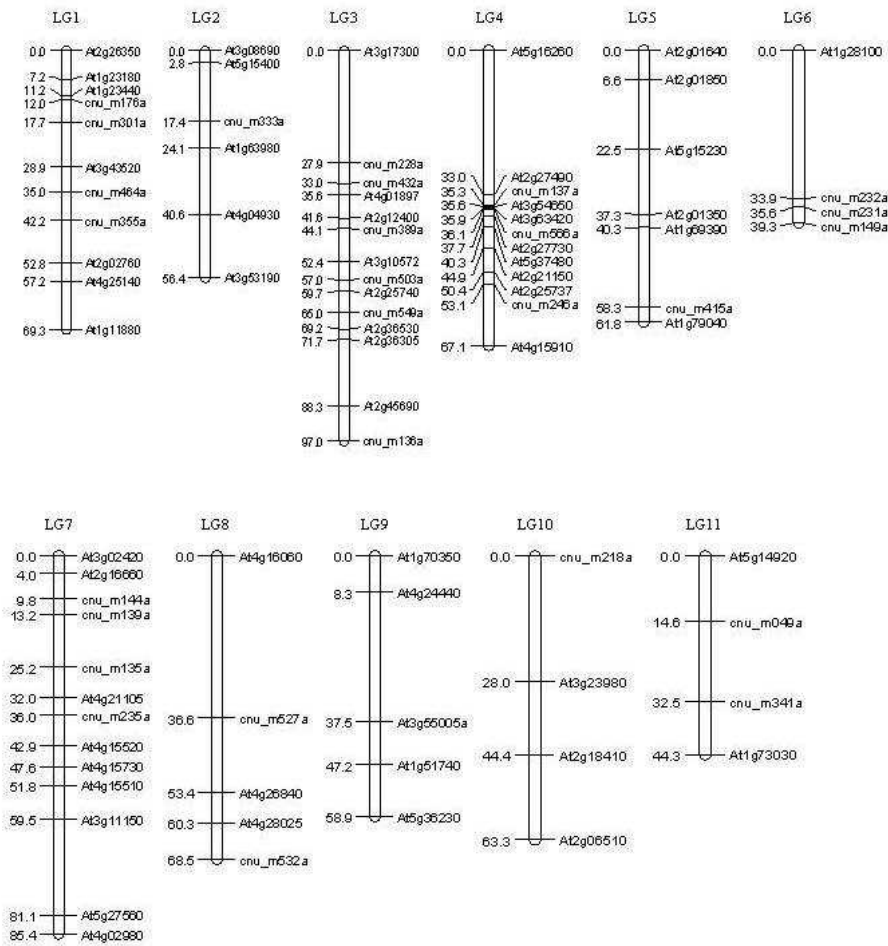 LG1
0.0 At2g26350
7.2 At1g23180
11.2 At1g23440
12.0 cnu_m176a
17.7 cnu_m301a
28.9 At3g43520
35.0 cnu_m464a
42.2 cnu_m355a
52.8 At2g02760
57.2 At4g25140
69.3 At1g11880
LG2
0.0 At3g08690
2.8 At5g15400
17.4 cnu_m333a
24.1 At1g63980
40.6 At4g04930
56.4 At3g53190
LG3
0.0 At3g17300
27.9 cnu_m228a
33.0 cnu_m432a
35.6 At4g01897
41.6 At2g12400
44.1 cnu_m389a
52.4 At3g10572
57.0 cnu_m503a
59.7 At2g25740
65.0 cnu_m549a
69.2 At2g36530
71.7 At2g36305
88.3 At2g45690
97.0 cnu_m136a
LG4
0.0 At5g16260
33.0 At2g27490
35.3 cnu_m137a
35.6 At3g54650
35.9 At3g63420
36.1 cnu_m566a
37.7 At2g27730
40.3 At5g37480
44.9 At2g21150
50.4 At2g25737
53.1 cnu_m246a
67.1 At4g15910
LG5
0.0 At2g01640
6.6 At2g01850
22.5 At5g15230
37.3 At2g01350
40.3 At1g69390
58.3 cnu_m415a
61.8 At1g79040
LG6
0.0 At1g28100
33.9 cnu_m232a
35.6 cnu_m231a
39.3 cnu_m149a
LG7
0.0 At3g02420
4.0 At2g16660
9.8 cnu_m144a
13.2 cnu_m139a
25.2 cnu_m135a
32.0 At4g21105
36.0 cnu_m235a
42.9 At4g15520
47.6 At4g15730
51.8 At4g15510
59.5 At3g11150
81.1 At5g27560
85.4 At4g02980
LG8
0.0 At4g16060
36.6 cnu_m527a
53.4 At4g26840
60.3 At4g28025
68.5 cnu_m532a
LG9
0.0 At1g70350
8.3 At4g24440
37.5 At3g55005a
47.2 At1g51740
58.9 At5g36230
LG10
0.0 cnu_m218a
28.0 At3g23980
44.4 At2g18410
63.3 At2g06510
LG11
0.0 At5g14920
14.6 cnu_m049a
32.5 cnu_m341a
44.3 At1g73030